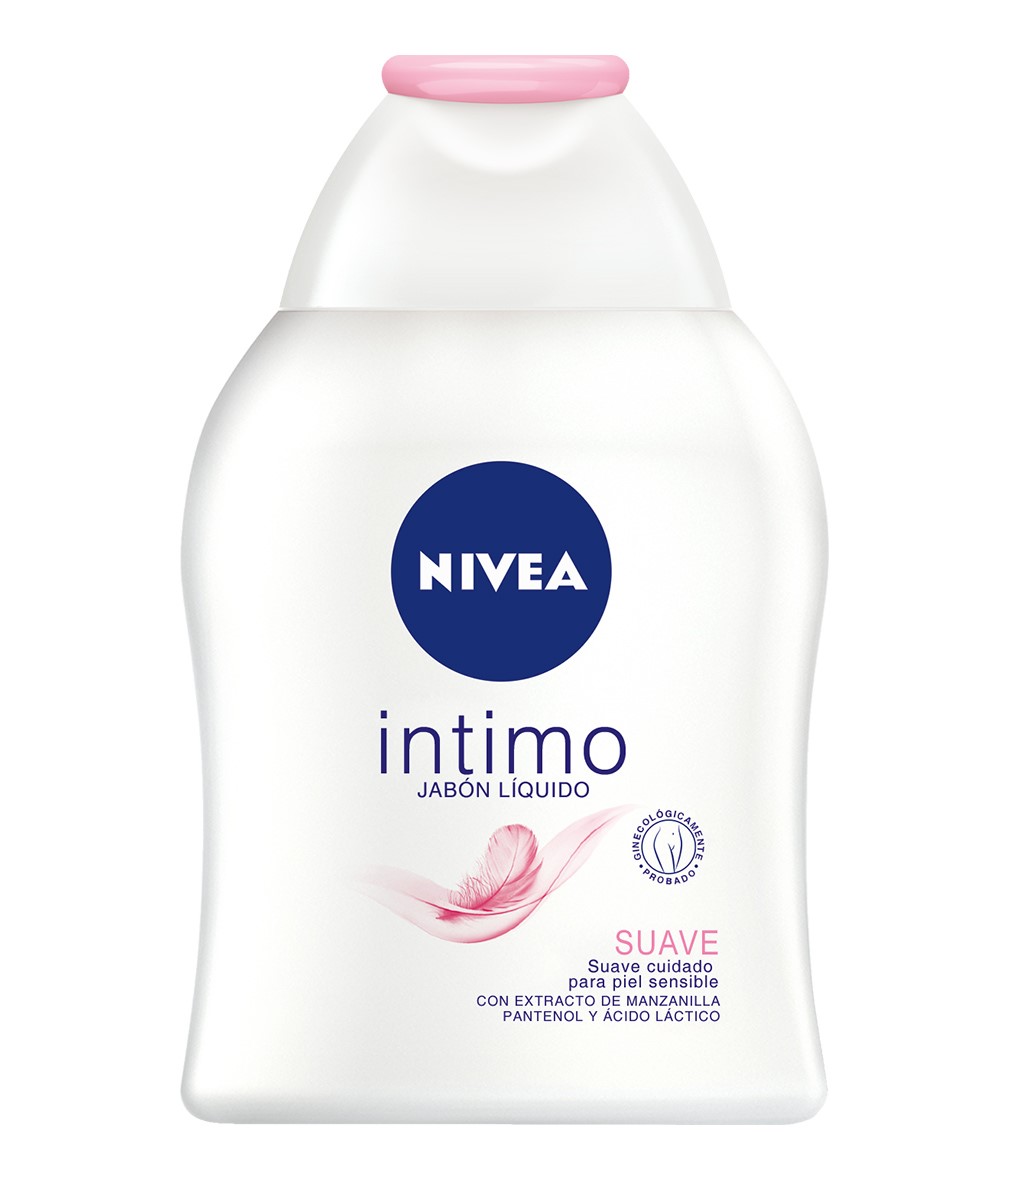 NIVEA
intimo
JABÓN LÍQUIDO
GINECOLÓGICAMENTE
• PROBADO •
SUAVE
Suave cuidado
para piel sensible
CON EXTRACTO DE MANZANILLA
PANTENOL Y ÁCIDO LÁCTICO